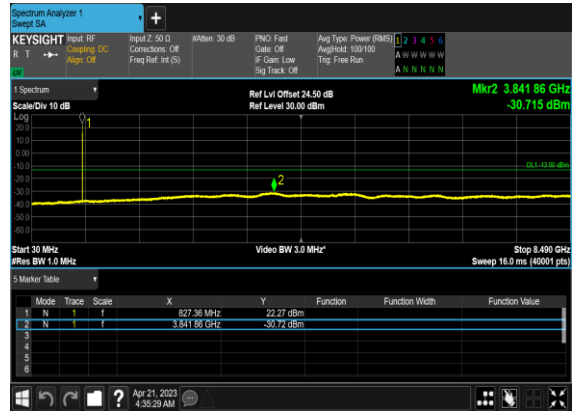 Spectrum Analyzer 1
Swept SA
KEYSIGHT Input: RF Input Z: 50 Ω #Atten: 30 dB PNO: Fast Avg Type: Power (RMS) 1 2 3 4 5 6
R T Coupling: DC Corrections: Off Gate: Off Avg|Hold: 100/100 A W W W W W
Align: Off Freq Ref: Int (S) IF Gain: Low Trig: Free Run
LW Sig Track: Off A N N N N N
1 Spectrum Ref Lvl Offset 24.50 dB Mkr2 3.841 86 GHz
Scale/Div 10 dB Ref Level 30.00 dBm -30.715 dBm
Log
20.0
10.0
0.00
-10.0
-20.0
-30.0
-40.0
-50.0
-60.0
1
2
DL1 -13.00 dBm
Start 30 MHz Video BW 3.0 MHz* Stop 8.490 GHz
#Res BW 1.0 MHz Sweep 16.0 ms (40001 pts)
5 Marker Table
Mode Trace Scale X Y Function Function Width Function Value
1 N 1 f 827.36 MHz 22.27 dBm
2 N 1 f 3.841 86 GHz -30.72 dBm
3
4
5
6
? Apr 21, 2023
4:35:29 AM